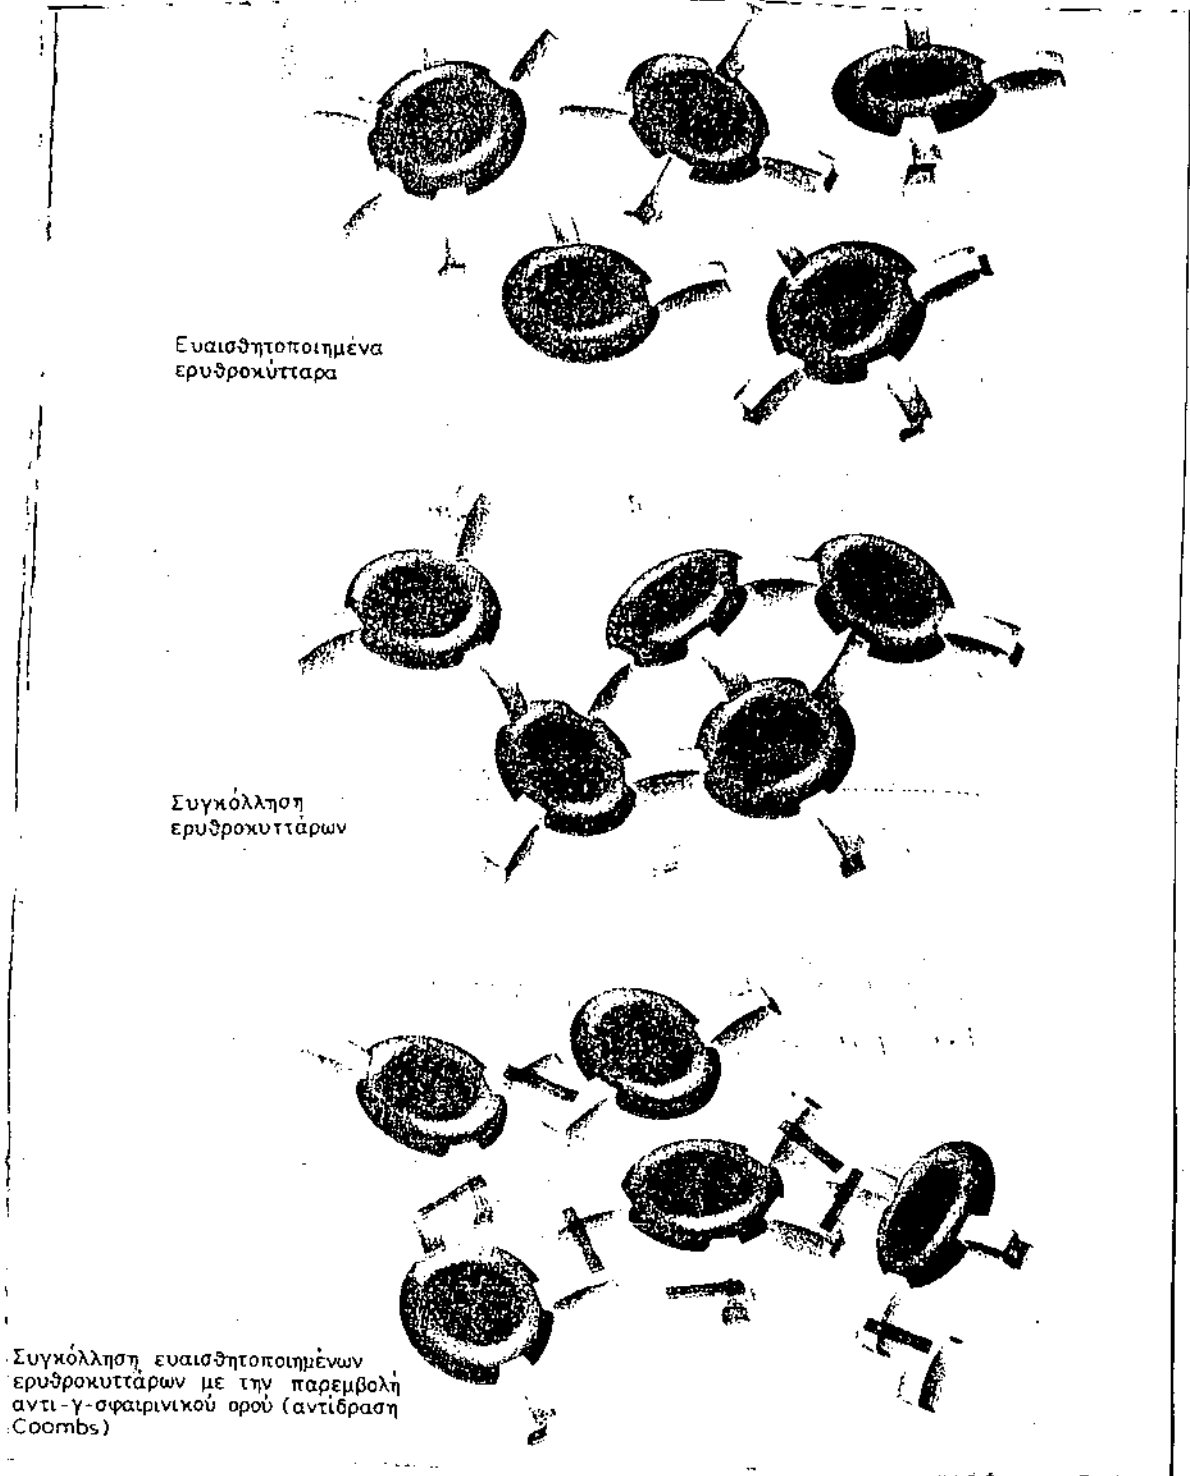 Ευαισθητοποιημένα
ερυθροκύτταρα
Συγκόλληση
ερυθροκυττάρων
Συγκόλληση ευαισθητοποιημένων
ερυθροκυττάρων με την παρεμβολή
αντι-γ-σφαιρινικού ορού (αντίδραση
Coombs)